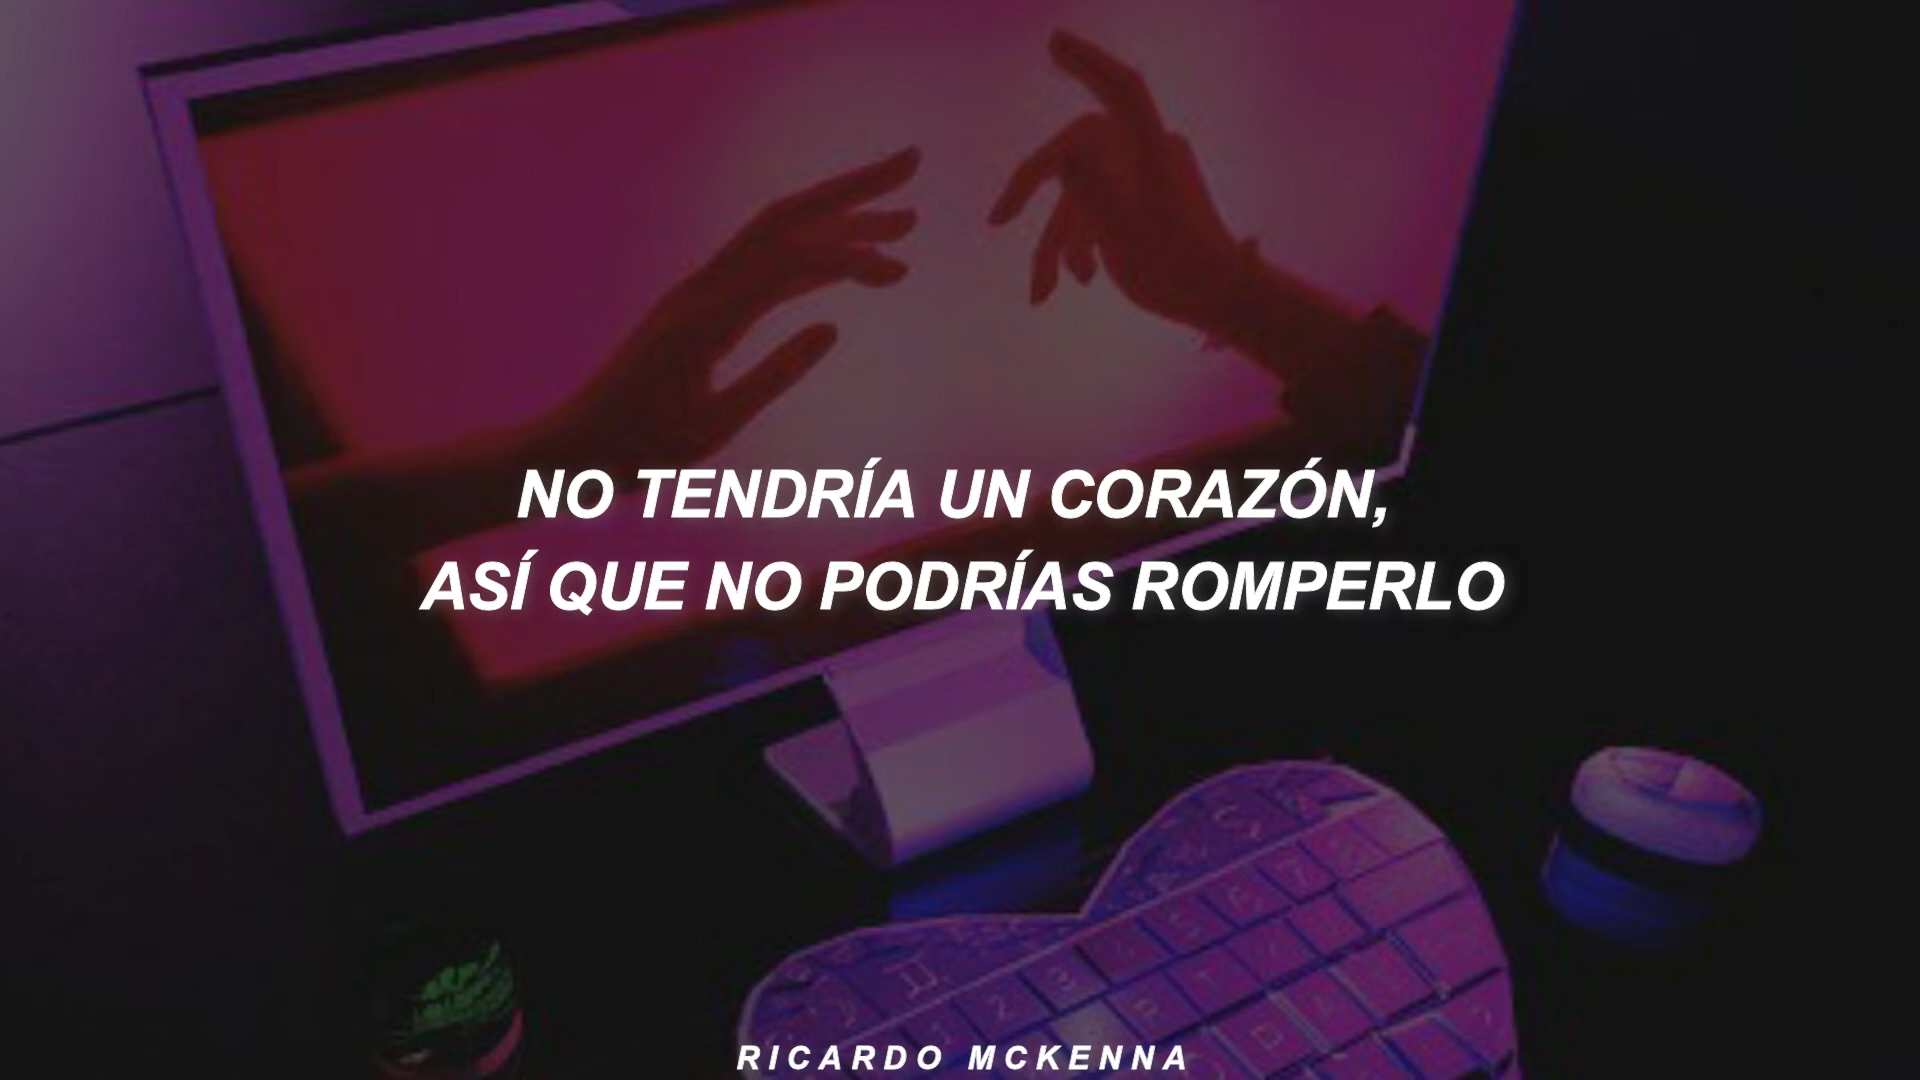 NO TENDRÍA UN CORAZÓN,
ASÍ QUE NO PODRÍAS ROMPERLO
RICARDO MCKENNA